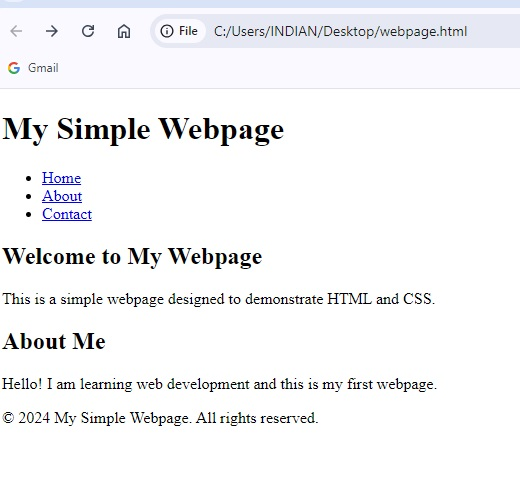 File C:/Users/INDIAN/Desktop/webpage.html
Gmail
My Simple Webpage
Home
About
Contact
Welcome to My Webpage
This is a simple webpage designed to demonstrate HTML and CSS.
About Me
Hello! I am learning web development and this is my first webpage.
© 2024 My Simple Webpage. All rights reserved.